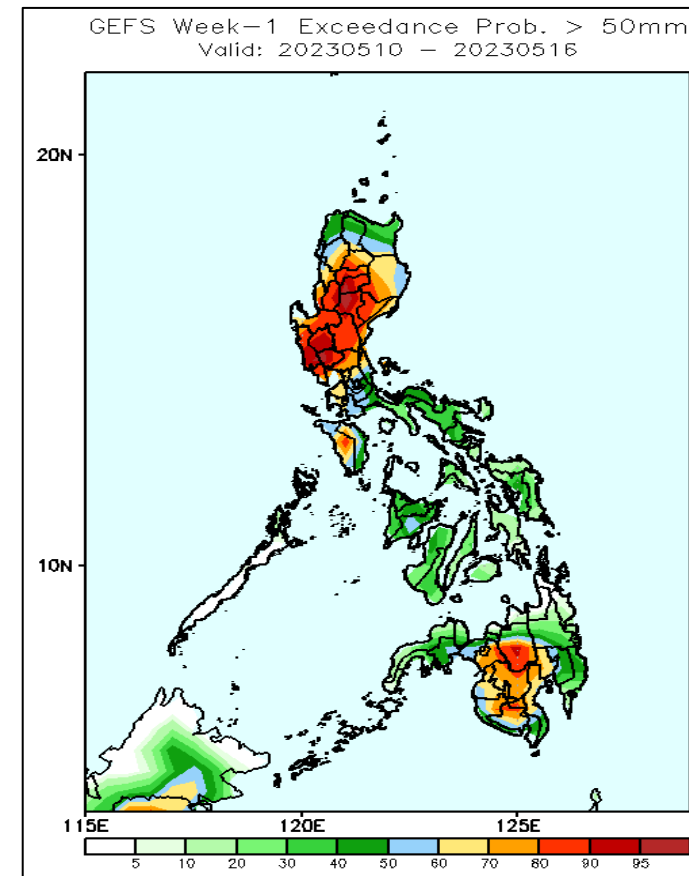 GEFS Week-1 Exceedance Prob. > 50mm
Valid: 20230510 - 20230516
20N
10N
115E 120E 125E
5 10 20 30 40 50 60 70 80 90 95